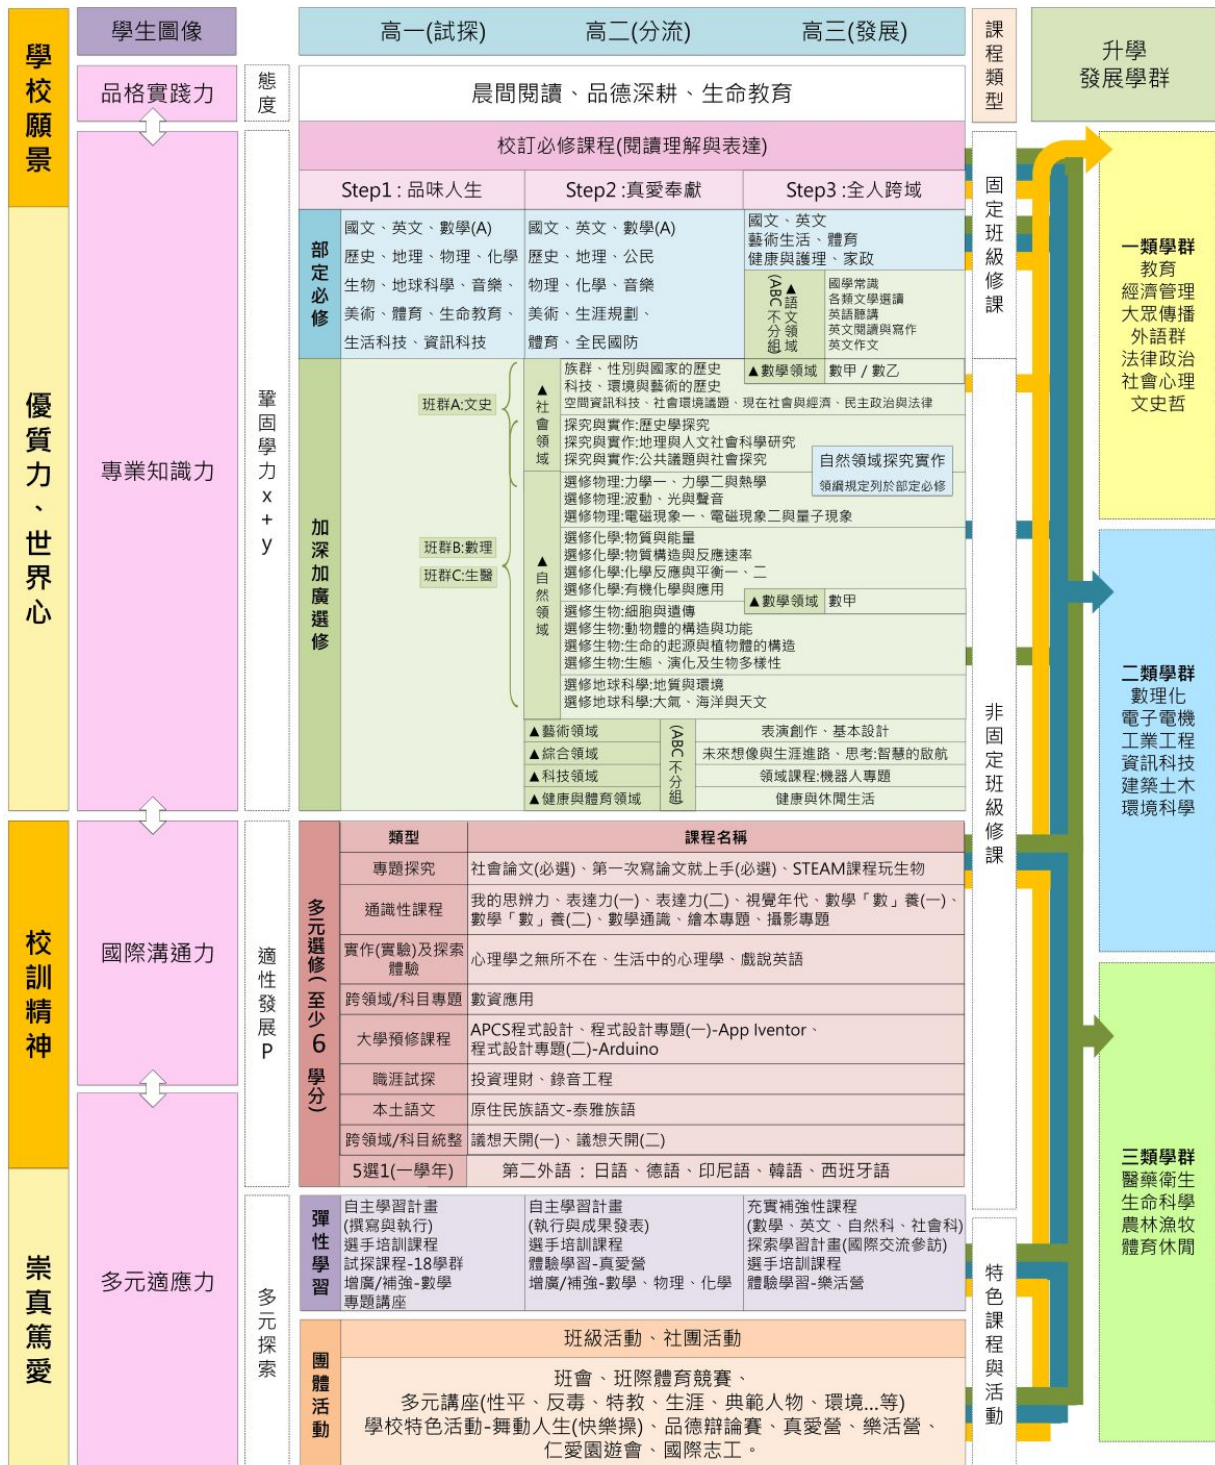 學校願景
優質力、世界心
校訓精神
崇真篤愛
學生圖像
品格實踐力
專業知識力
國際溝通力
多元適應力
態度
鞏固學力x+y
適性發展P
多元探索
高一(試探)
高二(分流)
高三(發展)
課程類型
升學
發展學群
晨間閱讀、品德深耕、生命教育
校訂必修課程(閱讀理解與表達)
Step1：品味人生
Step2：真愛奉獻
Step3：全人跨域
部定必修
國文、英文、數學(A)
歷史、地理、物理、化學
生物、地球科學、音樂、
美術、體育、生命教育、
生活科技、資訊科技
國文、英文、數學(A)
歷史、地理、公民
物理、化學、音樂
美術、生涯規劃、
體育、全民國防
國文、英文
藝術生活、體育
健康與護理、家政
▲語文領域
(ABC不分組)
國學常識
各類文學選讀
英語聽講
英文閱讀與寫作
英文作文
▲數學領域
數甲 / 數乙
加深加廣選修
班群A:文史
班群B:數理
班群C:生醫
▲社會領域
族群、性別與國家的歷史
科技、環境與藝術的歷史
空間資訊科技、社會環境議題、現在社會與經濟、民主政治與法律
探究與實作:歷史學探究
探究與實作:地理與人文社會科學研究
探究與實作:公共議題與社會探究
自然領域探究實作
領綱規定列於部定必修
▲自然領域
選修物理:力學一、力學二與熱學
選修物理:波動、光與聲音
選修物理:電磁現象一、電磁現象二與量子現象
選修化學:物質與能量
選修化學:物質構造與反應速率
選修化學:化學反應與平衡一、二
選修化學:有機化學與應用
▲數學領域
數甲
選修生物:細胞與遺傳
選修生物:動物體的構造與功能
選修生物:生命的起源與植物體的構造
選修生物:生態、演化及生物多樣性
選修地球科學:地質與環境
選修地球科學:大氣、海洋與天文
▲藝術領域
▲綜合領域
▲科技領域
▲健康與體育領域
(ABC不分組)
表演創作、基本設計
未來想像與生涯進路、思考:智慧的啟航
領域課程:機器人專題
健康與休閒生活
多元選修(至少6學分)
類型
課程名稱
專題探究
社會論文(必選)、第一次寫論文就上手(必選)、STEAM課程玩生物
通識性課程
我的思辨力、表達力(一)、表達力(二)、視覺年代、數學「數」養(一)、
數學「數」養(二)、數學通識、繪本專題、攝影專題
實作(實驗)及探索
體驗
心理學之無所不在、生活中的心理學、戲說英語
跨領域/科目專題
數資應用
大學預修課程
APCS程式設計、程式設計專題(一)-App Iventor、
程式設計專題(二)-Arduino
職涯試探
投資理財、錄音工程
本土語文
原住民族語文-泰雅族語
跨領域/科目統整
議想天開(一)、議想天開(二)
5選1(一學年)
第二外語：日語、德語、印尼語、韓語、西班牙語
彈性學習
自主學習計畫
(撰寫與執行)
選手培訓課程
試探課程-18學群
增廣/補強-數學
專題講座
自主學習計畫
(執行與成果發表)
選手培訓課程
體驗學習-真愛營
增廣/補強-數學、物理、化學
充實補強性課程
(數學、英文、自然科、社會科)
探索學習計畫(國際交流參訪)
選手培訓課程
體驗學習-樂活營
團體活動
班級活動、社團活動
班會、班際體育競賽、
多元講座(性平、反毒、特教、生涯、典範人物、環境...等)
學校特色活動-舞動人生(快樂操)、品德辯論賽、真愛營、樂活營、
仁愛園遊會、國際志工。
固定班級修課
非固定班級修課
特色課程與活動
一類學群
教育
經濟管理
大眾傳播
外語群
法律政治
社會心理
文史哲
二類學群
數理化
電子電機
工業工程
資訊科技
建築土木
環境科學
三類學群
醫藥衛生
生命科學
農林漁牧
體育休閒